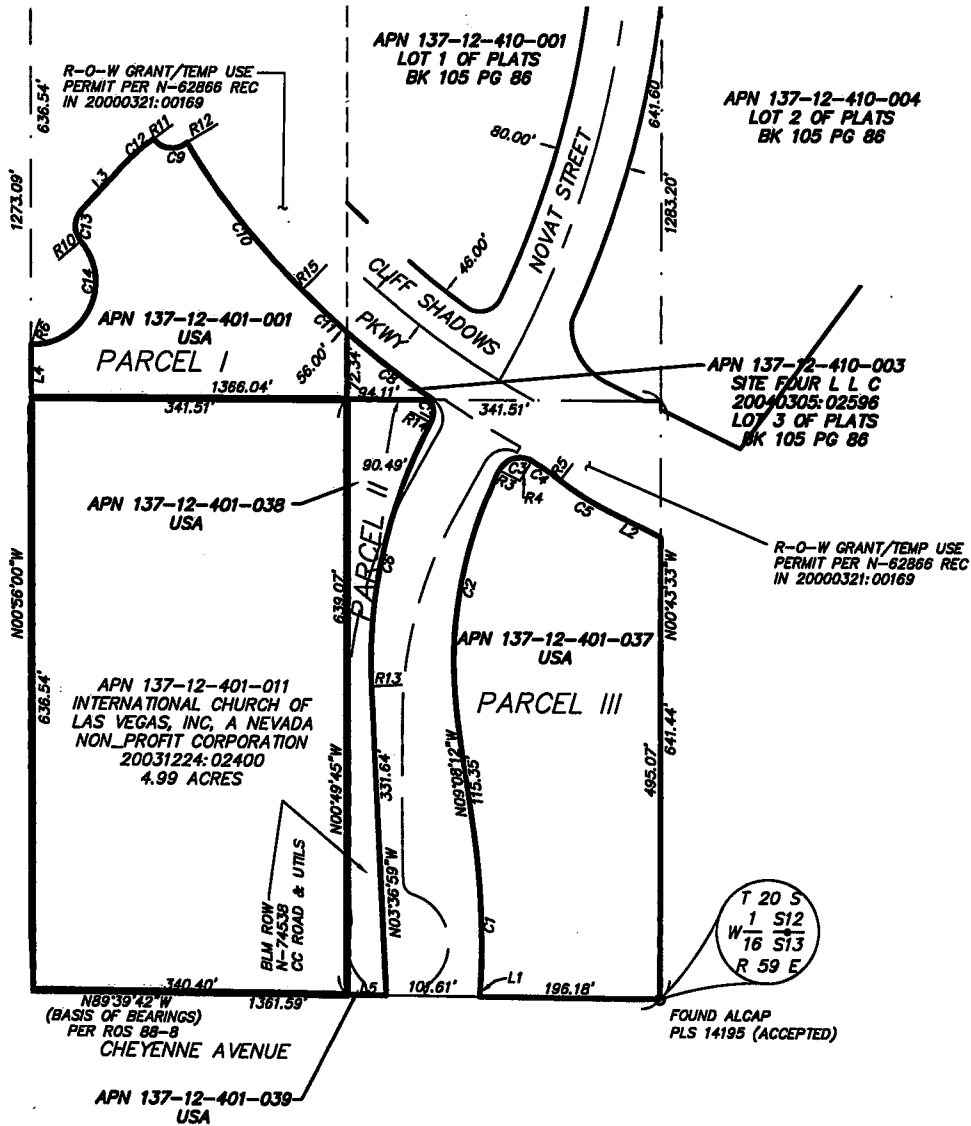 APN 137-12-410-001
LOT 1 OF PLATS
BK 105 PG 86
R-O-W GRANT/TEMP USE
PERMIT PER N-62866 REC
IN 20000321:00169
APN 137-12-410-004
LOT 2 OF PLATS
BK 105 PG 86
636.54'
641.60
80.00'
NOVAT STREET
C12
R11
R12
C9
L3
1273.09'
1283.20'
C13
R10
C10
C14
R15
46.00'
CLIFF SHADOWS
PKWY
R6
APN 137-12-401-001
USA
PARCEL I
C11
56.00'
72.54'
C8
L4
1366.04'
94.11'
341.51'
341.51'
APN 137-12-410-003
SITE FOUR L L C
20040305:02596
LOT 3 OF PLATS
BK 105 PG 86
R14
90.49'
APN 137-12-401-038
USA
PARCEL II
C3
C4
R5
R3
R4
C5
L2
R-O-W GRANT/TEMP USE
PERMIT PER N-62866 REC
IN 20000321:00169
N00°56'00"W
639.07'
C6
C2
N00°43'33"W
APN 137-12-401-037
USA
PARCEL III
636.54'
APN 137-12-401-011
INTERNATIONAL CHURCH OF
LAS VEGAS, INC, A NEVADA
NON_PROFIT CORPORATION
20031224:02400
4.99 ACRES
R13
641.44'
N00°49'45"W
331.64'
N09°08'12"W
115.35'
495.07'
BLM ROW
N-74538
CC ROAD & UTILS
N03°36'59"W
C1
T 20 S
W 1/16 S12
S13
R 59 E
340.40'
1361.59'
L5
101.61'
L1
196.18'
N89°39'42"W
(BASIS OF BEARINGS)
PER ROS 88-8
CHEYENNE AVENUE
FOUND ALCAP
PLS 14195 (ACCEPTED)
APN 137-12-401-039
USA